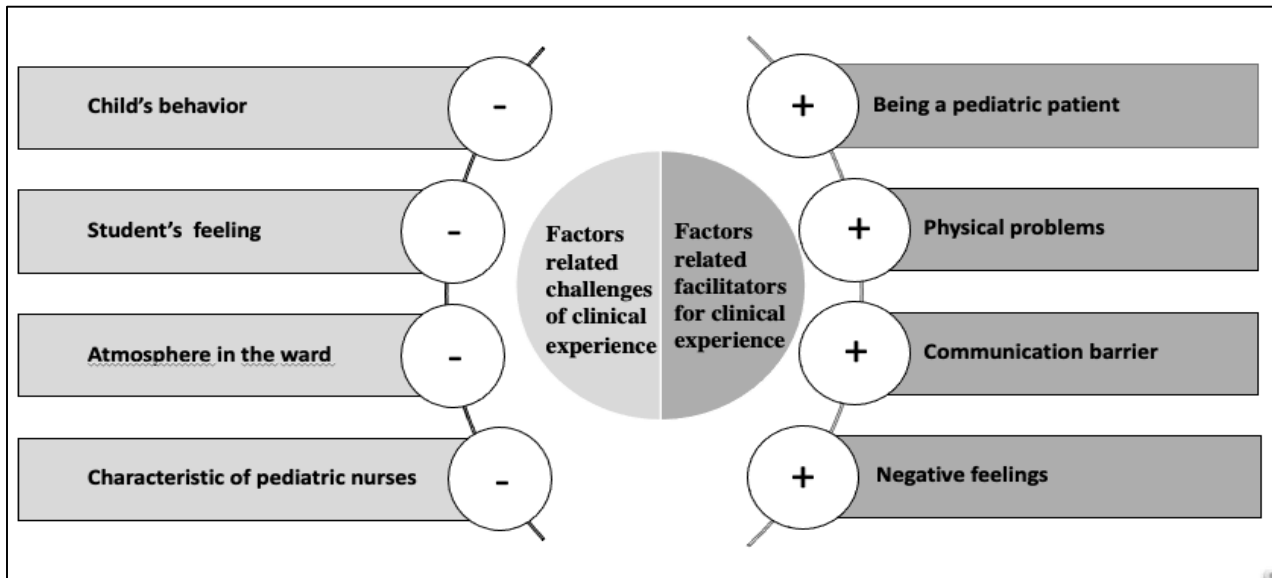 Child's behavior
-
Student's  feeling
-
Atmosphere in the ward
-
Characteristic of pediatric nurses
-
Factors
related
challenges
of clinical
experience
Factors
related
facilitators
for clinical
experience
+
Being a pediatric patient
+
Physical problems
+
Communication barrier
+
Negative feelings